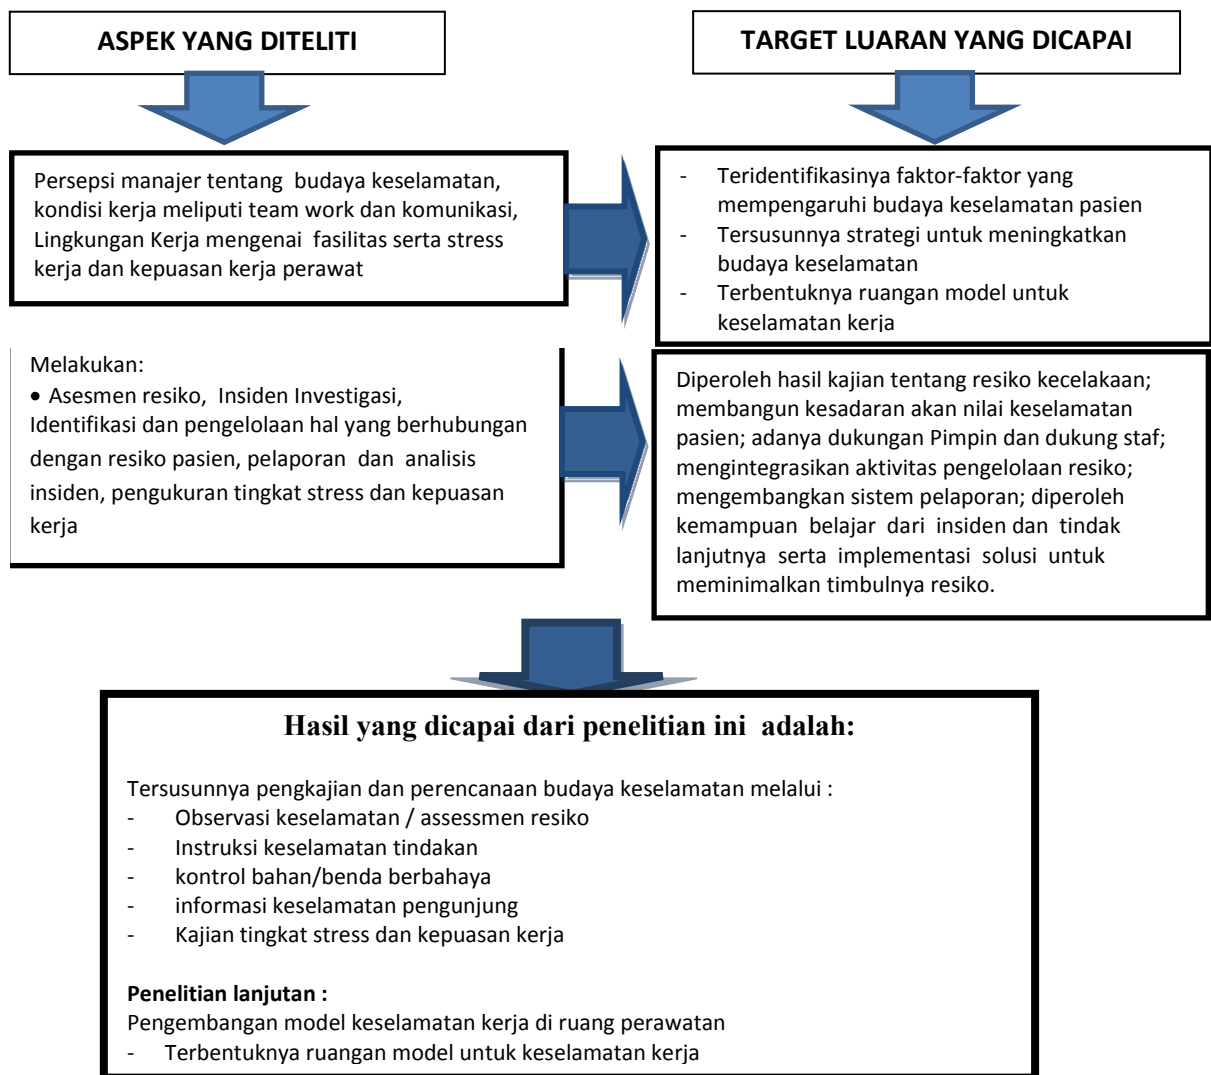 ASPEK YANG DITELITI
TARGET LUARAN YANG DICAPAI
Persepsi manajer tentang budaya keselamatan,
kondisi kerja meliputi team work dan komunikasi,
Lingkungan Kerja mengenai fasilitas serta stress
kerja dan kepuasan kerja perawat
- Teridentifikasinya faktor-faktor yang
mempengaruhi budaya keselamatan pasien
- Tersusunnya strategi untuk meningkatkan
budaya keselamatan
- Terbentuknya ruangan model untuk
keselamatan kerja
Melakukan:
• Asesmen resiko, Insiden Investigasi,
Identifikasi dan pengelolaan hal yang berhubungan
dengan resiko pasien, pelaporan dan analisis
insiden, pengukuran tingkat stress dan kepuasan
kerja
Diperoleh hasil kajian tentang resiko kecelakaan;
membangun kesadaran akan nilai keselamatan
pasien; adanya dukungan Pimpin dan dukung staf;
mengintegrasikan aktivitas pengelolaan resiko;
mengembangkan sistem pelaporan; diperoleh
kemampuan belajar dari insiden dan tindak
lanjutnya serta implementasi solusi untuk
meminimalkan timbulnya resiko.
Hasil yang dicapai dari penelitian ini adalah:
Tersusunnya pengkajian dan perencanaan budaya keselamatan melalui :
- Observasi keselamatan / assessmen resiko
- Instruksi keselamatan tindakan
- kontrol bahan/benda berbahaya
- informasi keselamatan pengunjung
- Kajian tingkat stress dan kepuasan kerja
Penelitian lanjutan :
Pengembangan model keselamatan kerja di ruang perawatan
- Terbentuknya ruangan model untuk keselamatan kerja